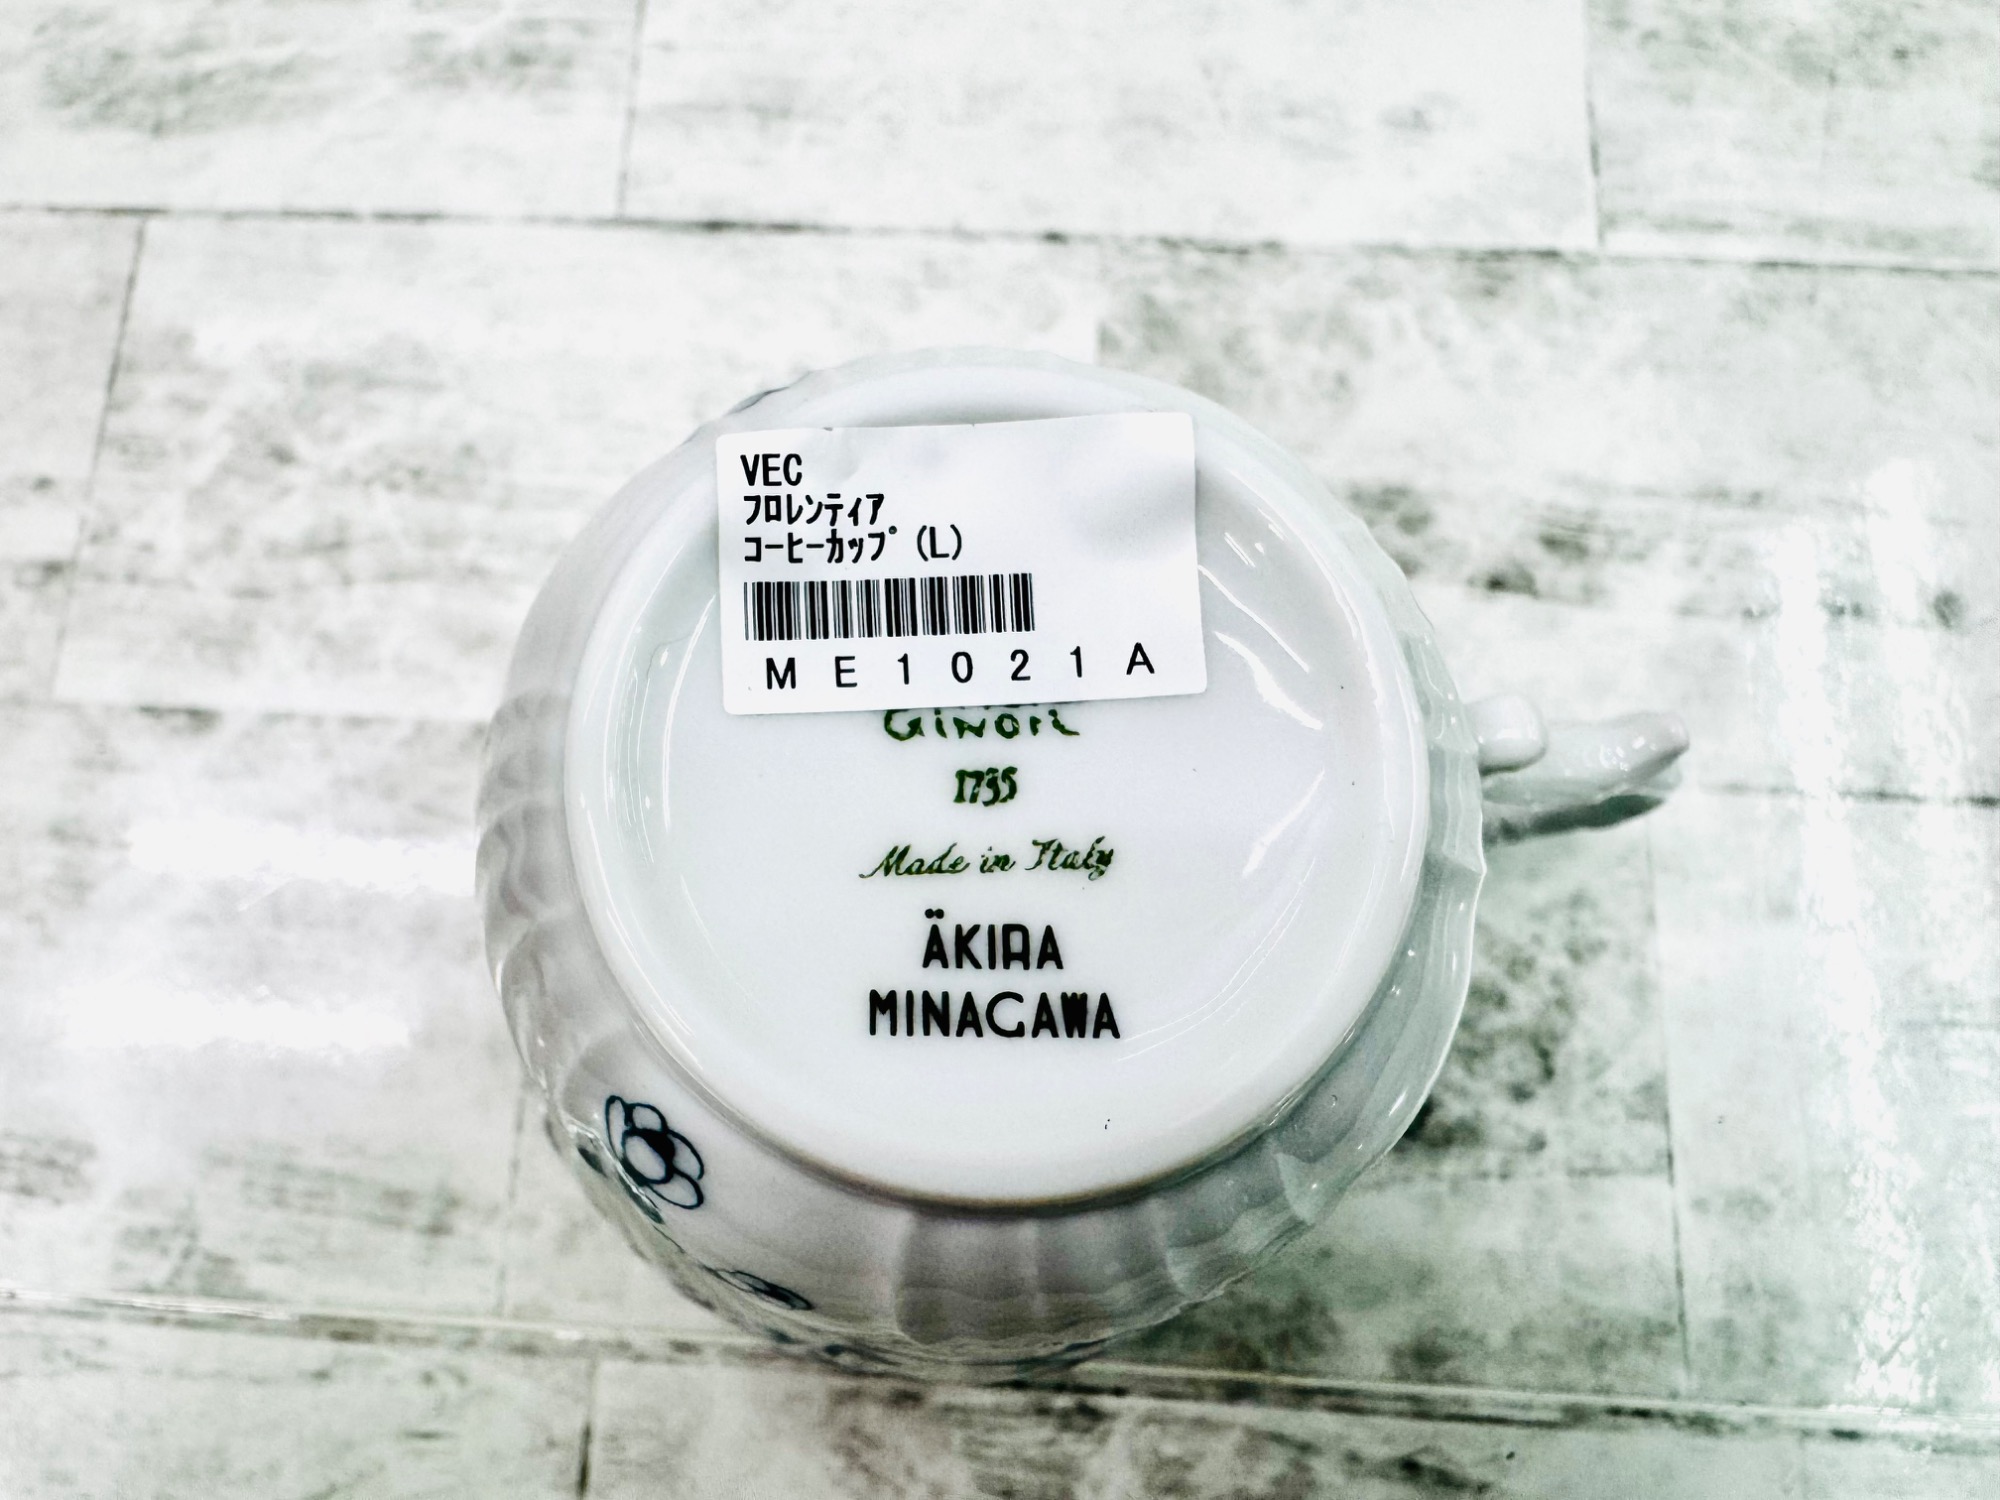 VEC
フロレンティア
コーヒーカップ (L)
ME1021A
GINORI
1735
Made in Italy
ÄKIRA
MINAGAWA